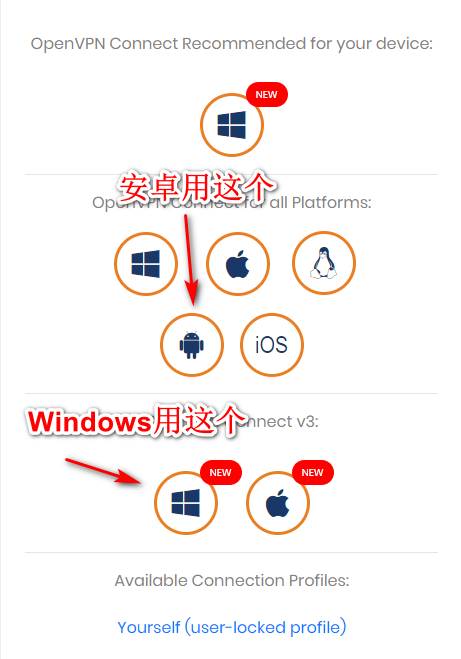 OpenVPN Connect Recommended for your device:
NEW
安卓用这个
OpenVPN Connect for all Platforms:
iOS
Windows用这个
Connect v3:
NEW
NEW
Available Connection Profiles:
Yourself (user-locked profile)